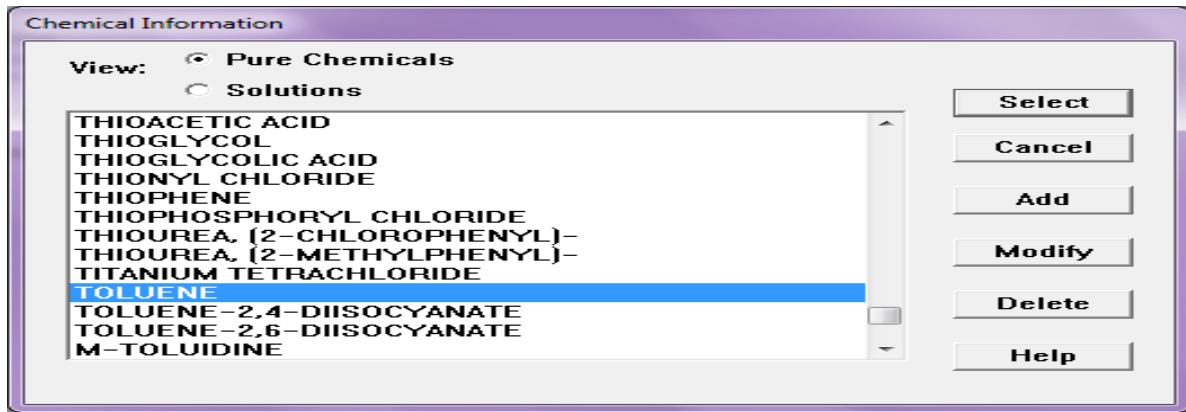 Chemical Information
View:
Pure Chemicals
Solutions
THIOACETIC ACID
THIOGLYCOL
THIOGLYCOLIC ACID
THIONYL CHLORIDE
THIOPHENE
THIOPHOSPHORYL CHLORIDE
THIOUREA, (2-CHLOROPHENYL)-
THIOUREA, (2-METHYLPHENYL)-
TITANIUM TETRACHLORIDE
TOLUENE
TOLUENE-2,4-DIISOCYANATE
TOLUENE-2,6-DIISOCYANATE
M-TOLUIDINE
Select
Cancel
Add
Modify
Delete
Help